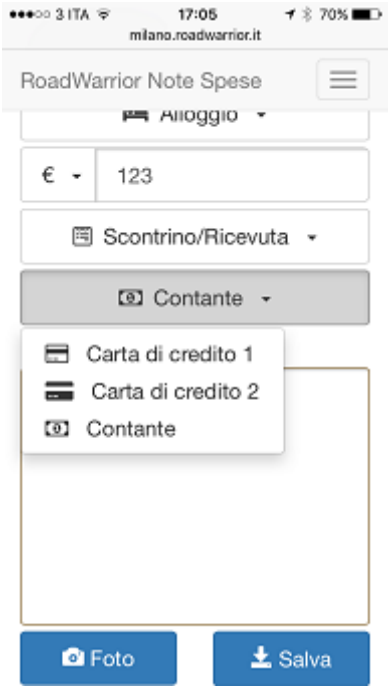 3 ITA 17:05 70%
milano.roadwarrior.it
RoadWarrior Note Spese
Alloggio
€ 123
Scontrino/Ricevuta
Contante
Carta di credito 1
Carta di credito 2
Contante
Foto Salva